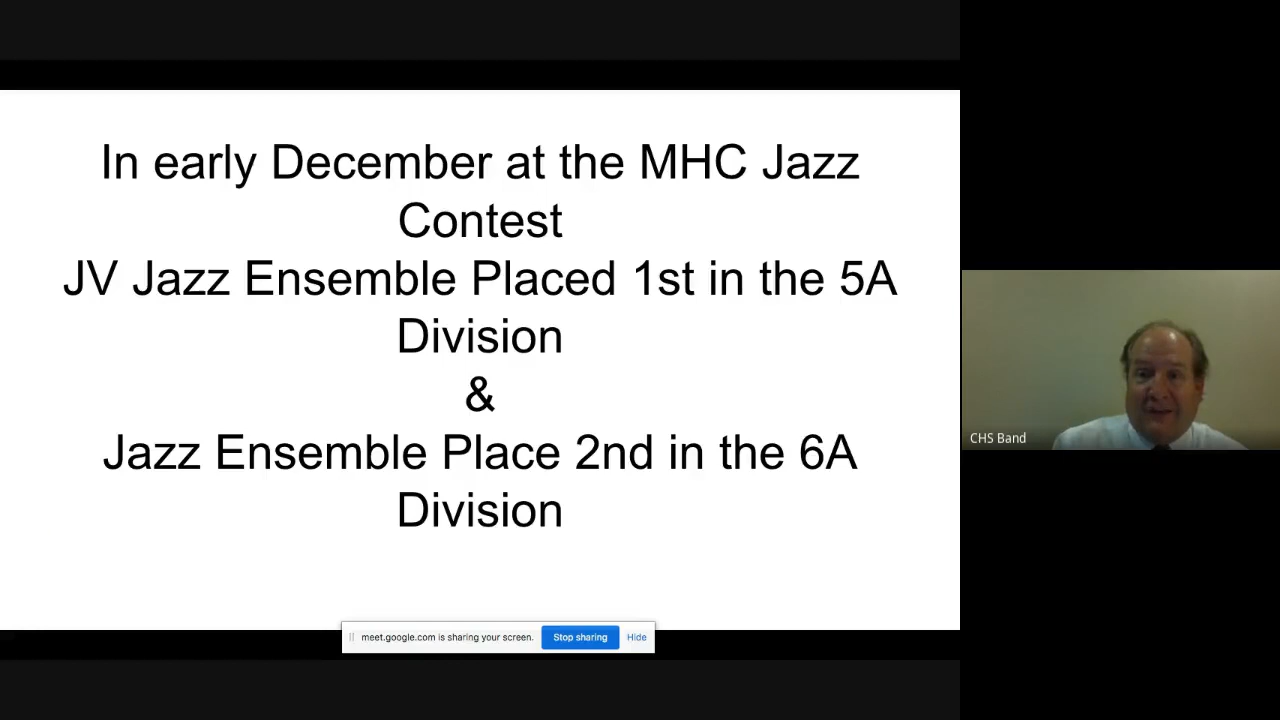 In early December at the MHC Jazz
Contest
JV Jazz Ensemble Placed 1st in the 5A
Division
&
Jazz Ensemble Place 2nd in the 6A
Division
CHS Band
meet.google.com is sharing your screen. Stop sharing Hide